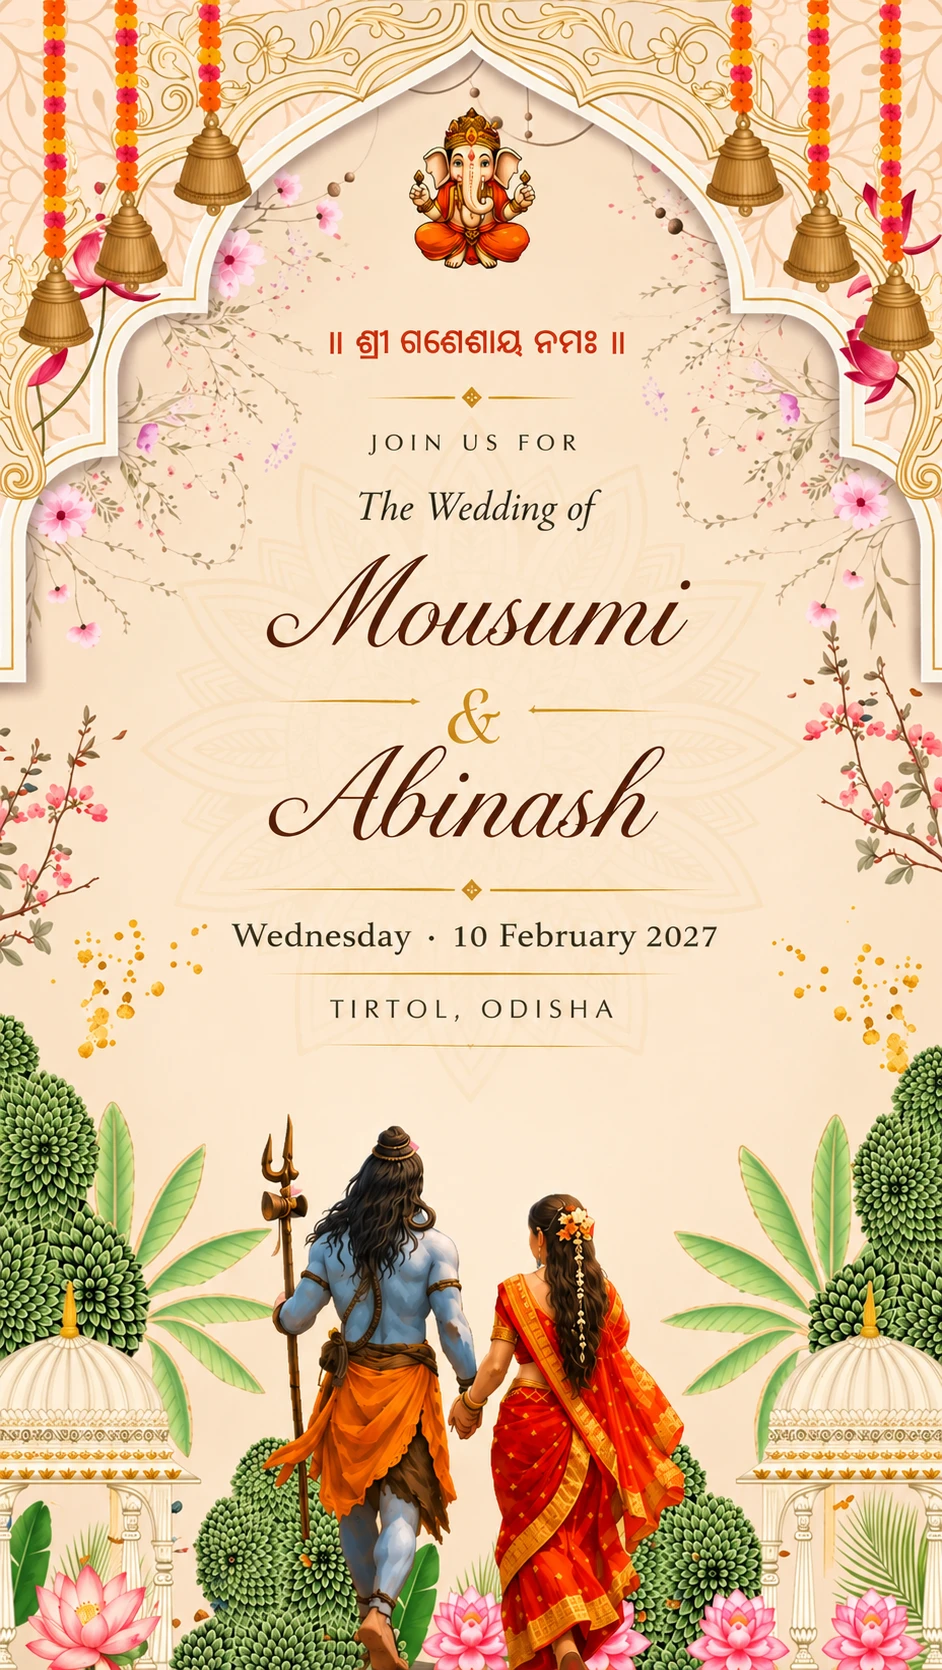 ॥ ଶ୍ରୀ ଗଣେଶାୟ ନମଃ ॥
JOIN US FOR
The Wedding of
Mousumi
&
Abinash
Wednesday · 10 February 2027
TIRTOL, ODISHA